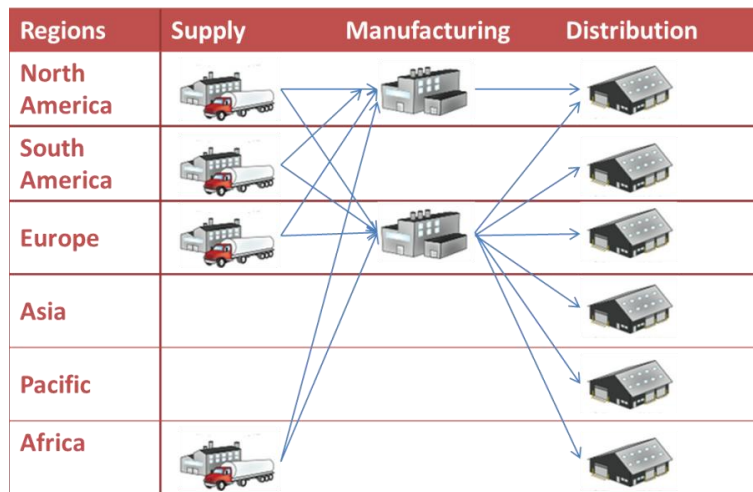 Regions Supply Manufacturing Distribution
North
America
South
America
Europe
Asia
Pacific
Africa